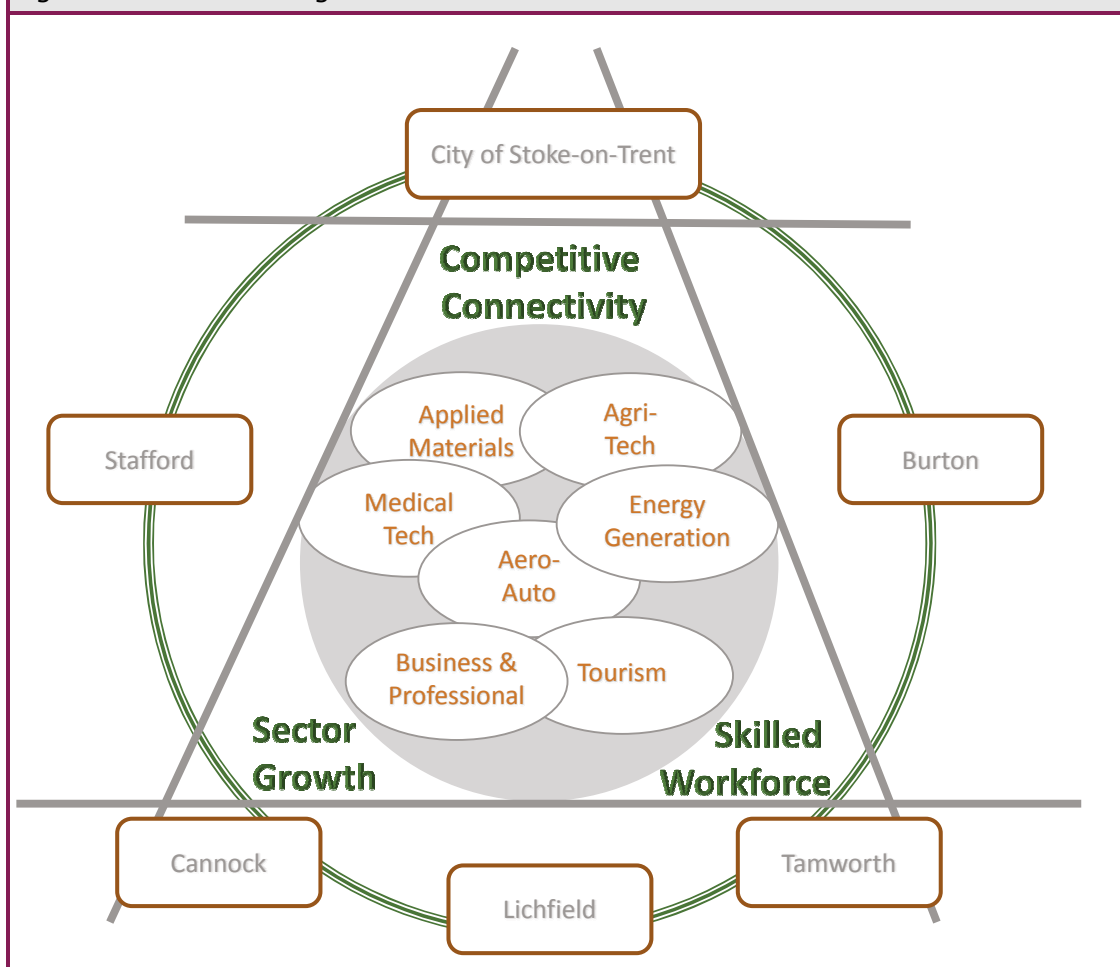 City of Stoke-on-Trent
Competitive
Connectivity
Applied
Materials
Agri-
Tech
Stafford
Burton
Medical
Tech
Energy
Generation
Aero-
Auto
Business &
Professional
Tourism
Sector
Growth
Skilled
Workforce
Cannock
Tamworth
Lichfield